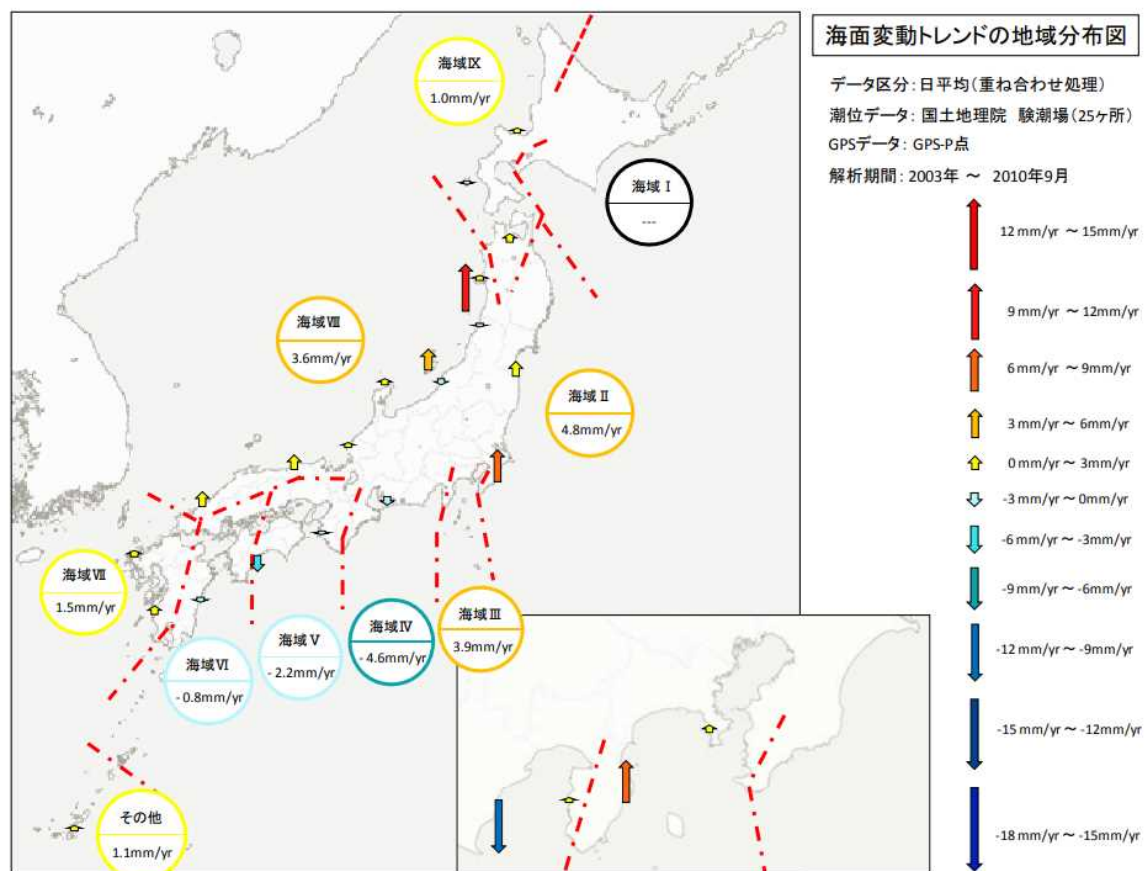 海面変動トレンドの地域分布図
データ区分：日平均（重ね合わせ処理）
潮位データ：国土地理院 験潮場（25ヶ所）
GPSデータ：GPS-P点
解析期間：2003年 ～ 2010年9月
12 mm/yr ～ 15mm/yr
9 mm/yr ～ 12mm/yr
6 mm/yr ～ 9mm/yr
3 mm/yr ～ 6mm/yr
0 mm/yr ～ 3mm/yr
-3 mm/yr ～ 0mm/yr
-6 mm/yr ～ -3mm/yr
-9 mm/yr ～ -6mm/yr
-12 mm/yr ～ -9mm/yr
-15 mm/yr ～ -12mm/yr
-18 mm/yr ～ -15mm/yr
海域Ⅸ
1.0mm/yr
海域Ⅰ
---
海域Ⅷ
3.6mm/yr
海域Ⅱ
4.8mm/yr
海域Ⅶ
1.5mm/yr
海域Ⅵ
- 0.8mm/yr
海域Ⅴ
- 2.2mm/yr
海域Ⅳ
- 4.6mm/yr
海域Ⅲ
3.9mm/yr
その他
1.1mm/yr